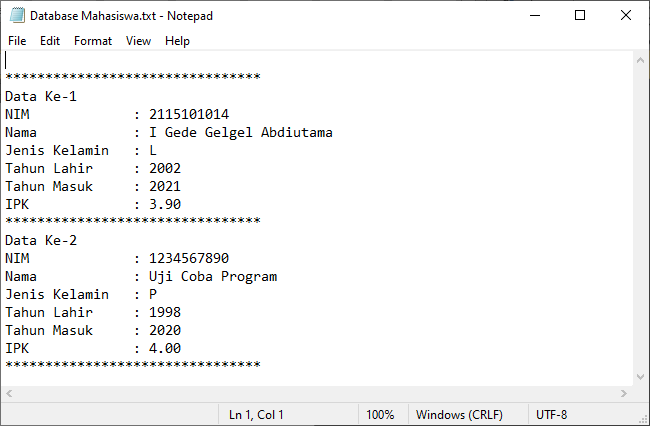 Database Mahasiswa.txt - Notepad
File Edit Format View Help
********************************
Data Ke-1
NIM : 2115101014
Nama : I Gede Gelgel Abdiutama
Jenis Kelamin : L
Tahun Lahir : 2002
Tahun Masuk : 2021
IPK : 3.90
********************************
Data Ke-2
NIM : 1234567890
Nama : Uji Coba Program
Jenis Kelamin : P
Tahun Lahir : 1998
Tahun Masuk : 2020
IPK : 4.00
********************************
Ln 1, Col 1 100% Windows (CRLF) UTF-8